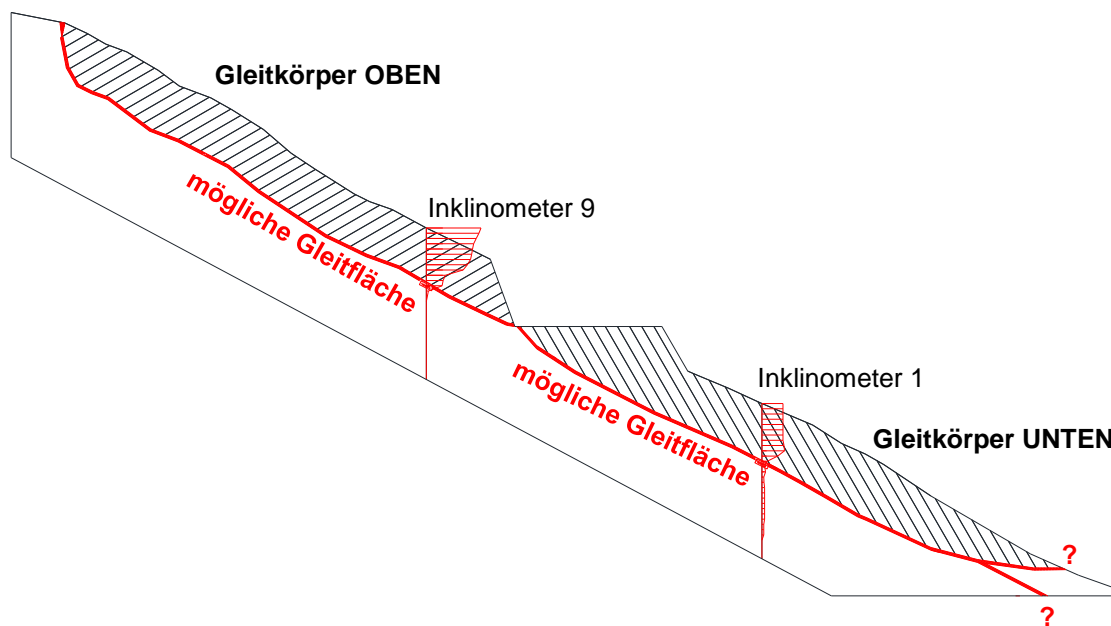 Gleitkörper OBEN
Inklinometer 9
mögliche Gleitfläche
Inklinometer 1
mögliche Gleitfläche
Gleitkörper UNTEN
?
?